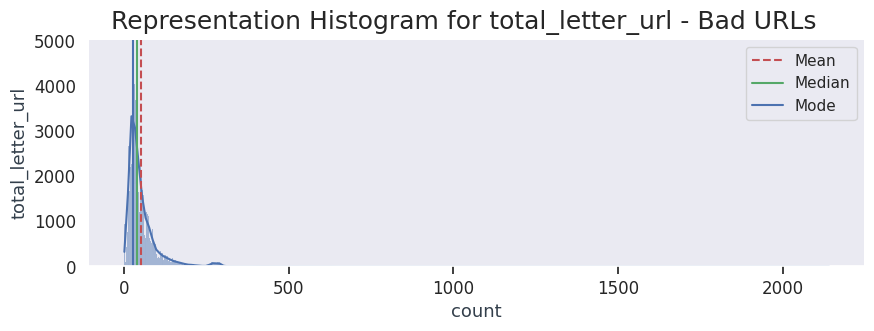 Representation Histogram for total_letter_url - Bad URLs
5000
4000
3000
2000
1000
0
total_letter_url
Mean
Median
Mode
0 500 1000 1500 2000
count